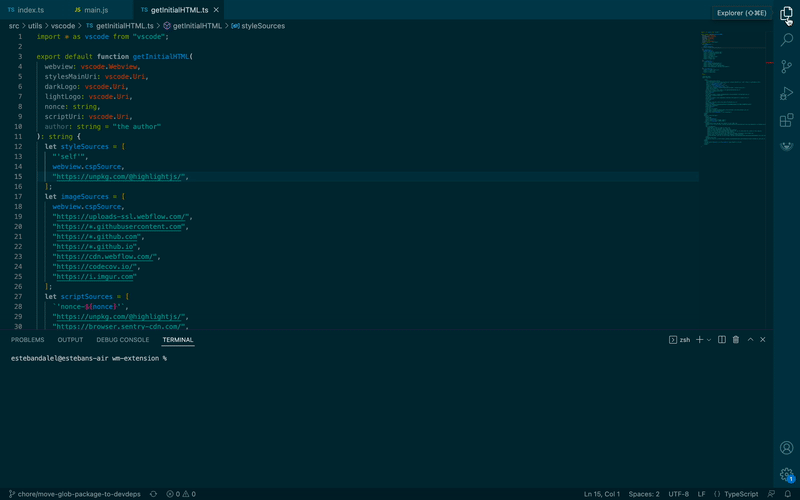 TS index.ts
JS main.js
TS getInitialHTML.ts
Explorer (⇧⌘E)
src > utils > vscode > TS getInitialHTML.ts > getInitialHTML > styleSources
1 import * as vscode from "vscode";
2
3 export default function getInitialHTML(
4 webview: vscode.Webview,
5 stylesMainUri: vscode.Uri,
6 darkLogo: vscode.Uri,
7 lightLogo: vscode.Uri,
8 nonce: string,
9 scriptUri: vscode.Uri,
10 author: string = "the author"
11 ): string {
12 let styleSources = [
13 "'self'",
14 webview.cspSource,
15 "https://unpkg.com/@highlightjs/",
16 ];
17 let imageSources = [
18 webview.cspSource,
19 "https://uploads-ssl.webflow.com/",
20 "https://*.githubusercontent.com",
21 "https://*.github.com",
22 "https://*.github.io",
23 "https://cdn.webflow.com/",
24 "https://codecov.io/",
25 "https://i.imgur.com"
26 ];
27 let scriptSources = [
28 `'nonce-${nonce}'`,
29 "https://unpkg.com/@highlightjs/",
30 "https://browser.sentry-cdn.com/",
PROBLEMS OUTPUT DEBUG CONSOLE TERMINAL
zsh
estebandalel@estebans-air wm-extension %
1
chore/move-glob-package-to-devdeps 0 0 Ln 15, Col 1 Spaces: 2 UTF-8 LF {} TypeScript